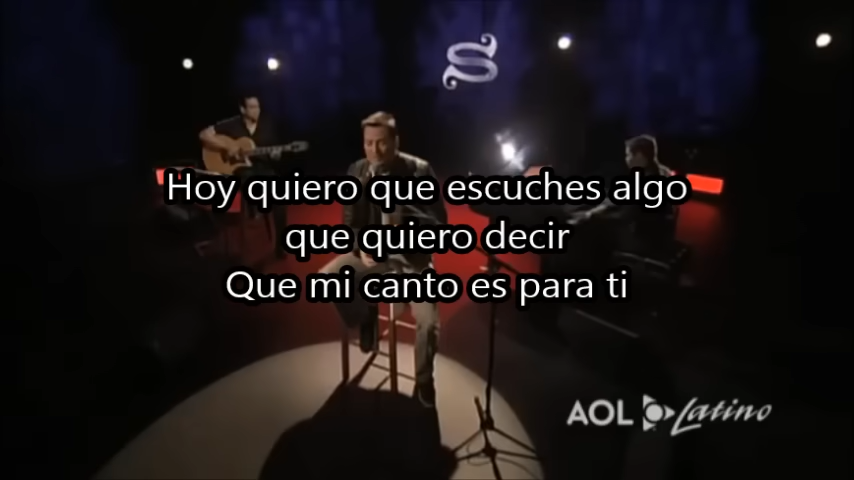 S
Hoy quiero que escuches algo
que quiero decir
Que mi canto es para ti
AOL Latino